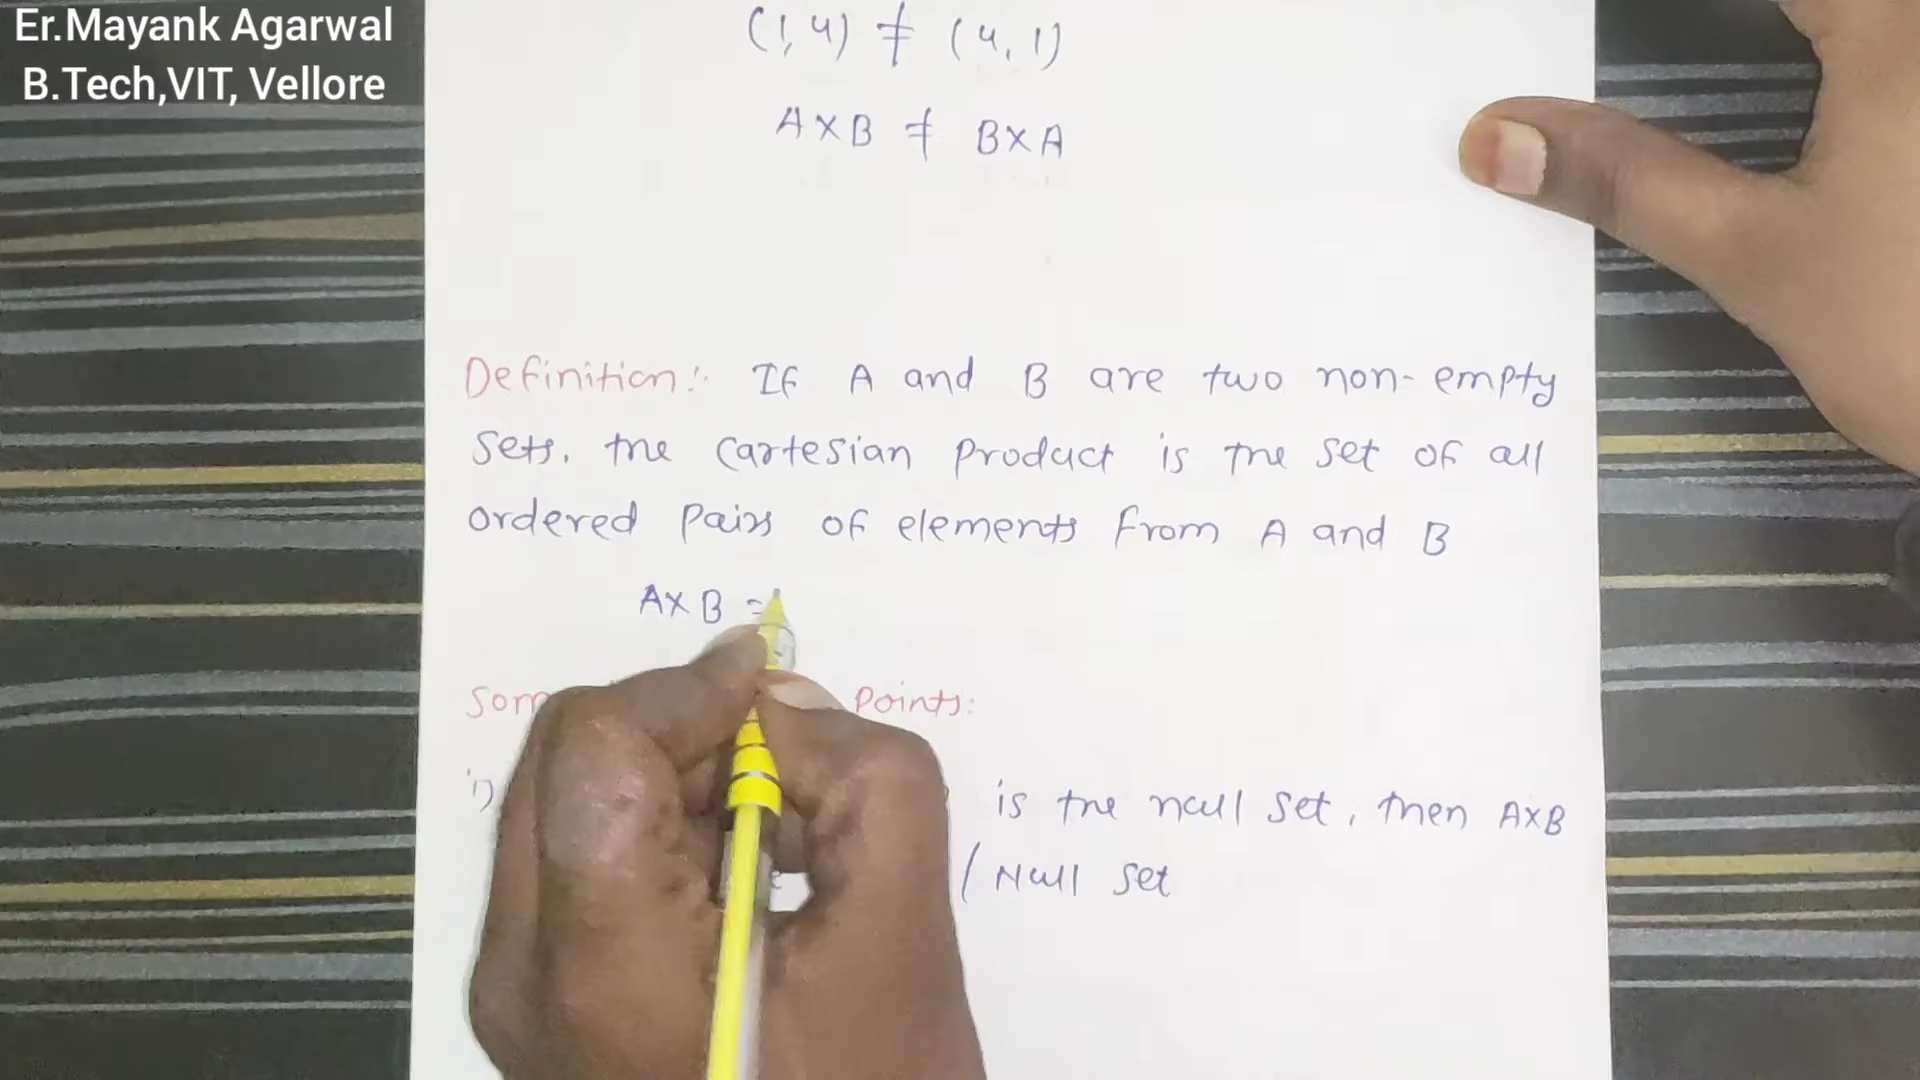 Er.Mayank Agarwal
B.Tech,VIT, Vellore
(1,4) ≠ (4,1)
A×B ≠ B×A
Definition: If A and B are two non-empty
sets, the Cartesian Product is the set of all
ordered pairs of elements from A and B
A×B =
Points:
i)
is the null set, then A×B
/Null set